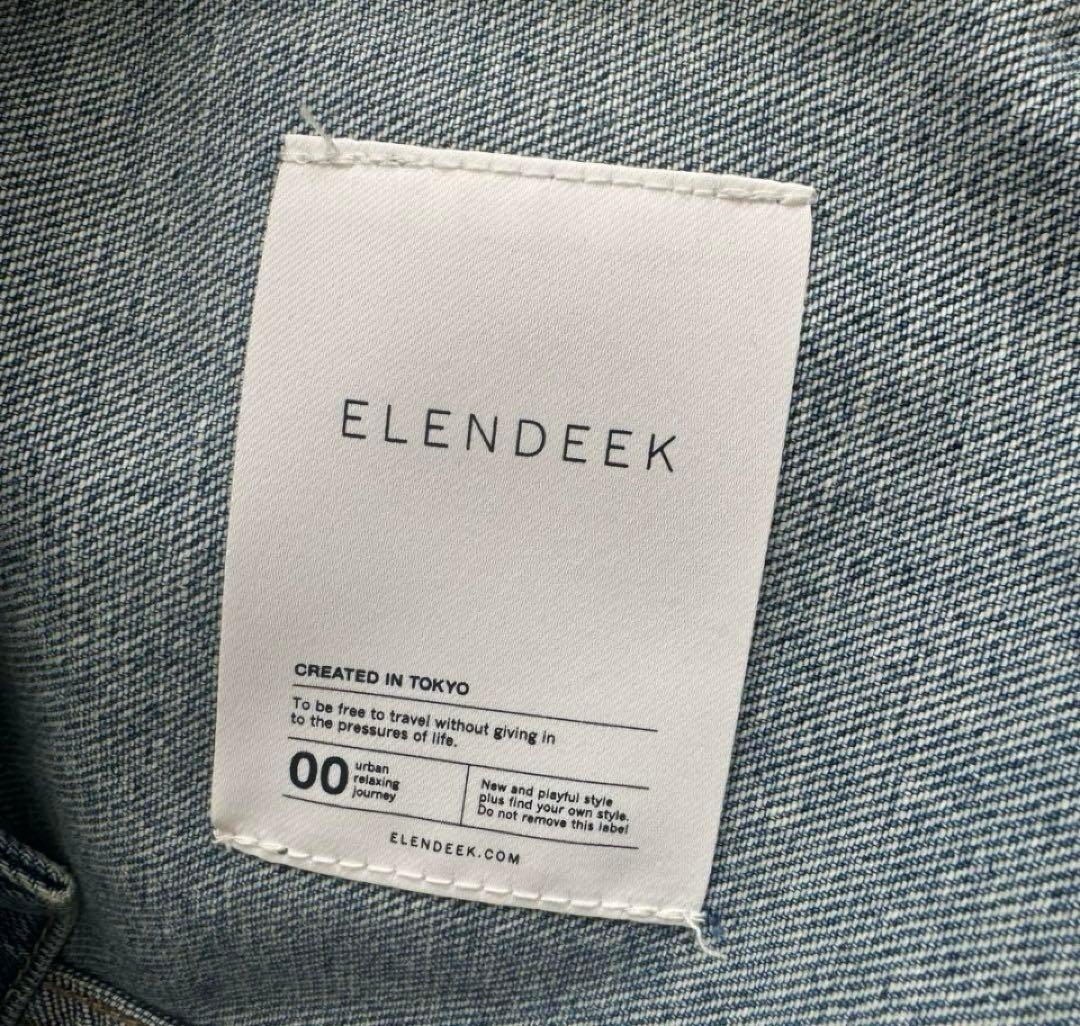 ELENDEEK
CREATED IN TOKYO
To be free to travel without giving in
to the pressures of life.
00
urban
relaxing
journey
New and playful style
plus find your own style.
Do not remove this label
ELENDEEK.COM